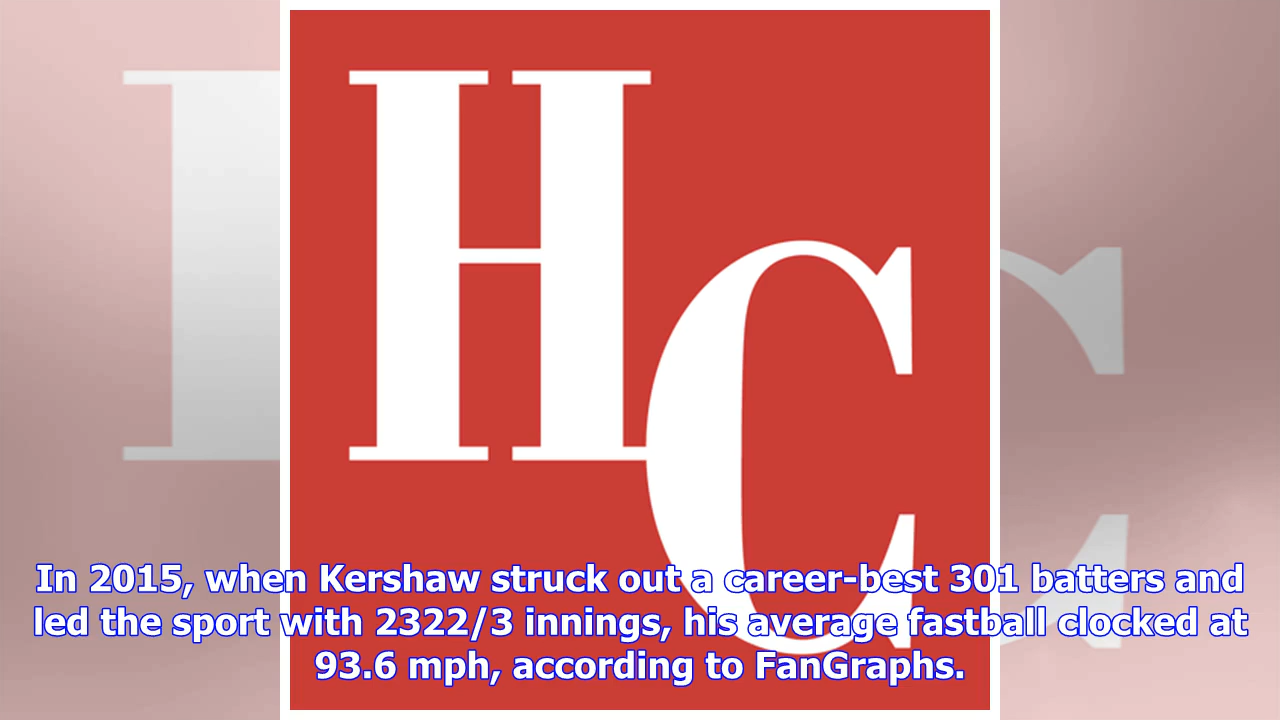 HC
In 2015, when Kershaw struck out a career-best 301 batters and
led the sport with 2322/3 innings, his average fastball clocked at
93.6 mph, according to FanGraphs.